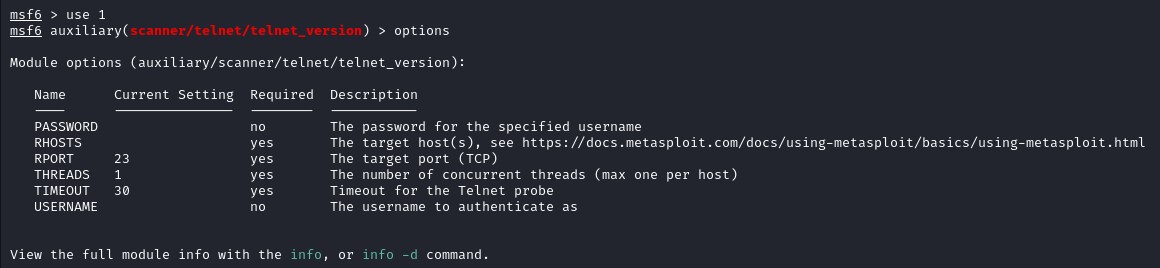 msf6 > use 1
msf6 auxiliary(scanner/telnet/telnet_version) > options
Module options (auxiliary/scanner/telnet/telnet_version):
Name Current Setting Required Description
PASSWORD no The password for the specified username
RHOSTS yes The target host(s), see https://docs.metasploit.com/docs/using-metasploit/basics/using-metasploit.html
RPORT 23 yes The target port (TCP)
THREADS 1 yes The number of concurrent threads (max one per host)
TIMEOUT 30 yes Timeout for the Telnet probe
USERNAME no The username to authenticate as
View the full module info with the info, or info -d command.